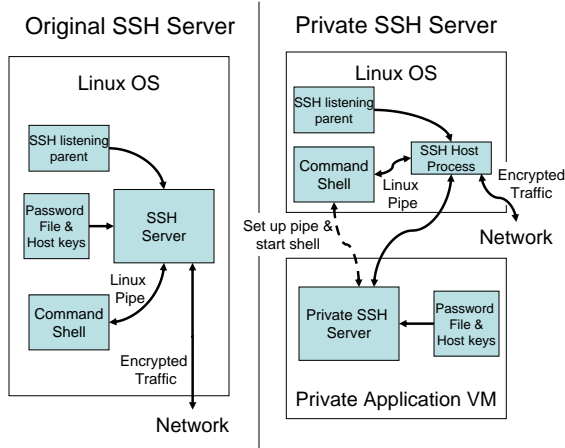 Original SSH Server
Linux OS
SSH listening
parent
Password
File &
Host keys
SSH
Server
Linux
Pipe
Command
Shell
Encrypted
Traffic
Network
Private SSH Server
Linux OS
SSH listening
parent
Command
Shell
SSH Host
Process
Linux
Pipe
Encrypted
Traffic
Set up pipe &
start shell
Network
Private SSH
Server
Password
File &
Host keys
Private Application VM